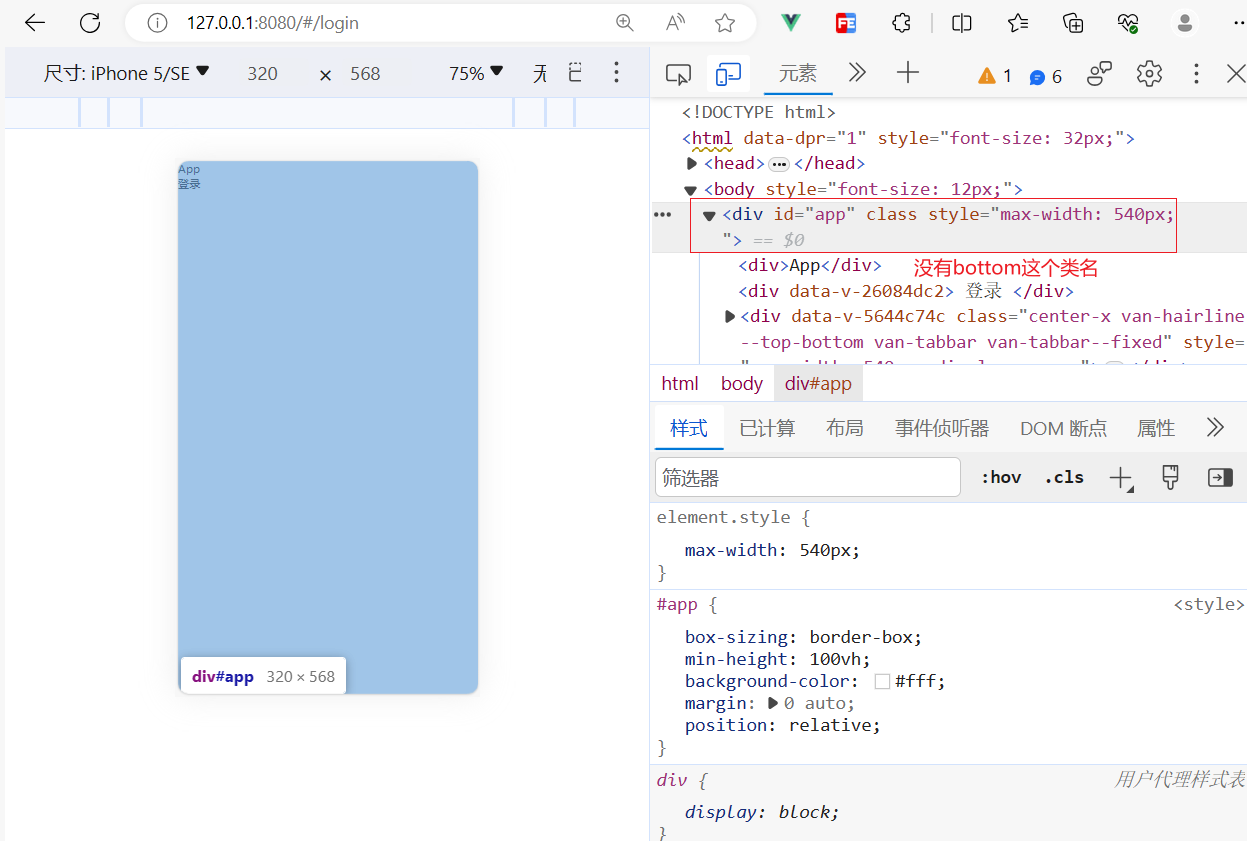 127.0.0.1:8080/#/login
尺寸: iPhone 5/SE 320 × 568 75% 无
元素 1 6
App
登录
div#app 320 × 568
<!DOCTYPE html>
<html data-dpr="1" style="font-size: 32px;">
<head> ••• </head>
<body style="font-size: 12px;">
••• <div id="app" class style="max-width: 540px;
"> == $0
<div>App</div> 没有bottom这个类名
<div data-v-26084dc2> 登录 </div>
<div data-v-5644c74c class="center-x van-hairline
--top-bottom van-tabbar van-tabbar--fixed" style=
html body div#app
样式 已计算 布局 事件侦听器 DOM 断点 属性
筛选器 :hov .cls
element.style {
max-width: 540px;
}
#app { <style>
box-sizing: border-box;
min-height: 100vh;
background-color: #fff;
margin: 0 auto;
position: relative;
}
div { 用户代理样式表
display: block;
}